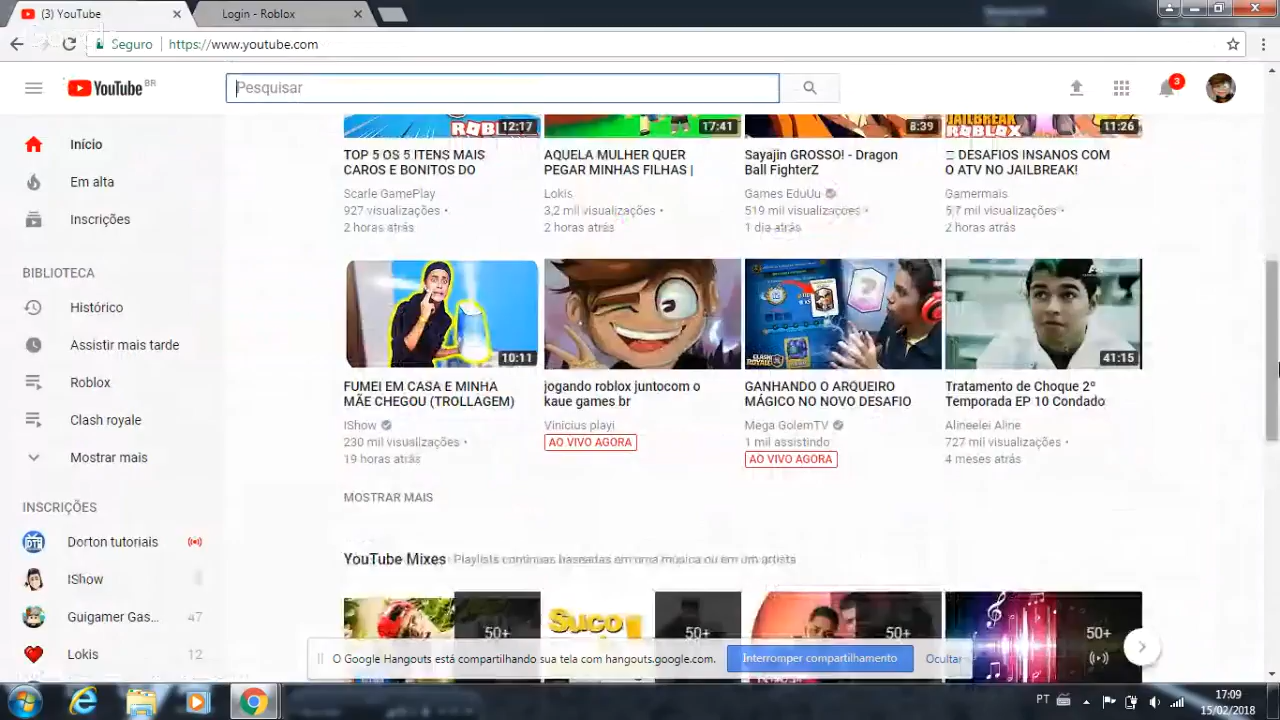 (3) YouTube
Login - Roblox
Seguro
https://www.youtube.com
YouTube BR
Pesquisar
3
Início
Em alta
Inscrições
BIBLIOTECA
Histórico
Assistir mais tarde
Roblox
Clash royale
Mostrar mais
INSCRIÇÕES
Dorton tutoriais
IShow
Guigamer Gas... 47
Lokis 12
12:17
17:41
8:39
JAILBREAK
ROBLOX
11:26
TOP 5 OS 5 ITENS MAIS
CAROS E BONITOS DO
Scarle GamePlay
927 visualizações •
2 horas atrás
AQUELA MULHER QUER
PEGAR MINHAS FILHAS |
Lokis
3,2 mil visualizações •
2 horas atrás
Sayajin GROSSO! - Dragon
Ball FighterZ
Games EduUu
519 mil visualizações •
1 dia atrás
DESAFIOS INSANOS COM
O ATV NO JAILBREAK!
Gamermais
5,7 mil visualizações •
2 horas atrás
10:11
CLASH ROYALE
41:15
FUMEI EM CASA E MINHA
MÃE CHEGOU (TROLLAGEM)
IShow
230 mil visualizações •
19 horas atrás
jogando roblox juntocom o
kaue games br
Vinicius playi
AO VIVO AGORA
GANHANDO O ARQUEIRO
MÁGICO NO NOVO DESAFIO
Mega GolemTV
1 mil assistindo
AO VIVO AGORA
Tratamento de Choque 2º
Temporada EP 10 Condado
Alineelei Aline
727 mil visualizações •
4 meses atrás
MOSTRAR MAIS
YouTube Mixes Playlists contínuas baseadas em uma música ou em um artista
50+
Suco
50+
50+
50+
O Google Hangouts está compartilhando sua tela com hangouts.google.com.
Interromper compartilhamento
Ocultar
PT
17:09
15/02/2018